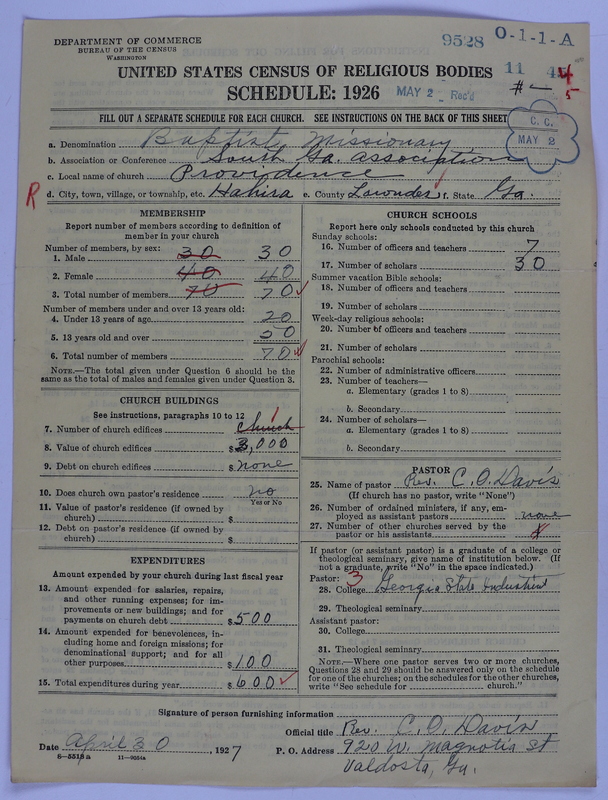 DEPARTMENT OF COMMERCE
BUREAU OF THE CENSUS
WASHINGTON
9528 O-1-1-A
UNITED STATES CENSUS OF RELIGIOUS BODIES
11
SCHEDULE: 1926 MAY 2 Rec'd
FILL OUT A SEPARATE SCHEDULE FOR EACH CHURCH. SEE INSTRUCTIONS ON THE BACK OF THIS SHEET
C. C.
MAY 2
a. Denomination Baptist Missionary
b. Association or Conference South Ga. Association
c. Local name of church Providence
R d. City, town, village, or township, etc. Hahira e. County Lowndes f. State Ga.
MEMBERSHIP
Report number of members according to definition of
member in your church
Number of members, by sex:
1. Male 30 30
2. Female 40 40
3. Total number of members 70 70
Number of members under and over 13 years old:
4. Under 13 years of age 20
5. 13 years old and over 50
6. Total number of members 70
NOTE.—The total given under Question 6 should be the
same as the total of males and females given under Question 3.
CHURCH BUILDINGS
See instructions, paragraphs 10 to 12
7. Number of church edifices 1 church
8. Value of church edifices $3,000
9. Debt on church edifices $ none
10. Does church own pastor's residence no
Yes or No
11. Value of pastor's residence (if owned by
church) $
12. Debt on pastor's residence (if owned by
church) $
EXPENDITURES
Amount expended by your church during last fiscal year
13. Amount expended for salaries, repairs,
and other running expenses; for im-
provements or new buildings; and for
payments on church debt $500
14. Amount expended for benevolences, in-
cluding home and foreign missions; for
denominational support; and for all
other purposes $100
15. Total expenditures during year $600
CHURCH SCHOOLS
Report here only schools conducted by this church
Sunday schools:
16. Number of officers and teachers 7
17. Number of scholars 30
Summer vacation Bible schools:
18. Number of officers and teachers
19. Number of scholars
Week-day religious schools:
20. Number of officers and teachers
21. Number of scholars
Parochial schools:
22. Number of administrative officers
23. Number of teachers—
a. Elementary (grades 1 to 8)
b. Secondary
24. Number of scholars—
a. Elementary (grades 1 to 8)
b. Secondary
PASTOR
25. Name of pastor Rev. C. O. Davis
(If church has no pastor, write "None")
26. Number of ordained ministers, if any, em-
ployed as assistant pastors none
27. Number of other churches served by the
pastor or his assistants
If pastor (or assistant pastor) is a graduate of a college or
theological seminary, give name of institution below. (If
not a graduate, write "No" in the space indicated.)
Pastor: 3
28. College Georgia State Industrial
29. Theological seminary
Assistant pastor:
30. College
31. Theological seminary
NOTE.—Where one pastor serves two or more churches,
Questions 28 and 29 should be answered only on the schedule
for one of the churches; on the schedules for the other churches,
write "See schedule for church."
Signature of person furnishing information
Official title Rev. C. O. Davis
Date April 30, 1927 P. O. Address 920 W. Magnolia St
8—5518a 11—9054a Valdosta, Ga.